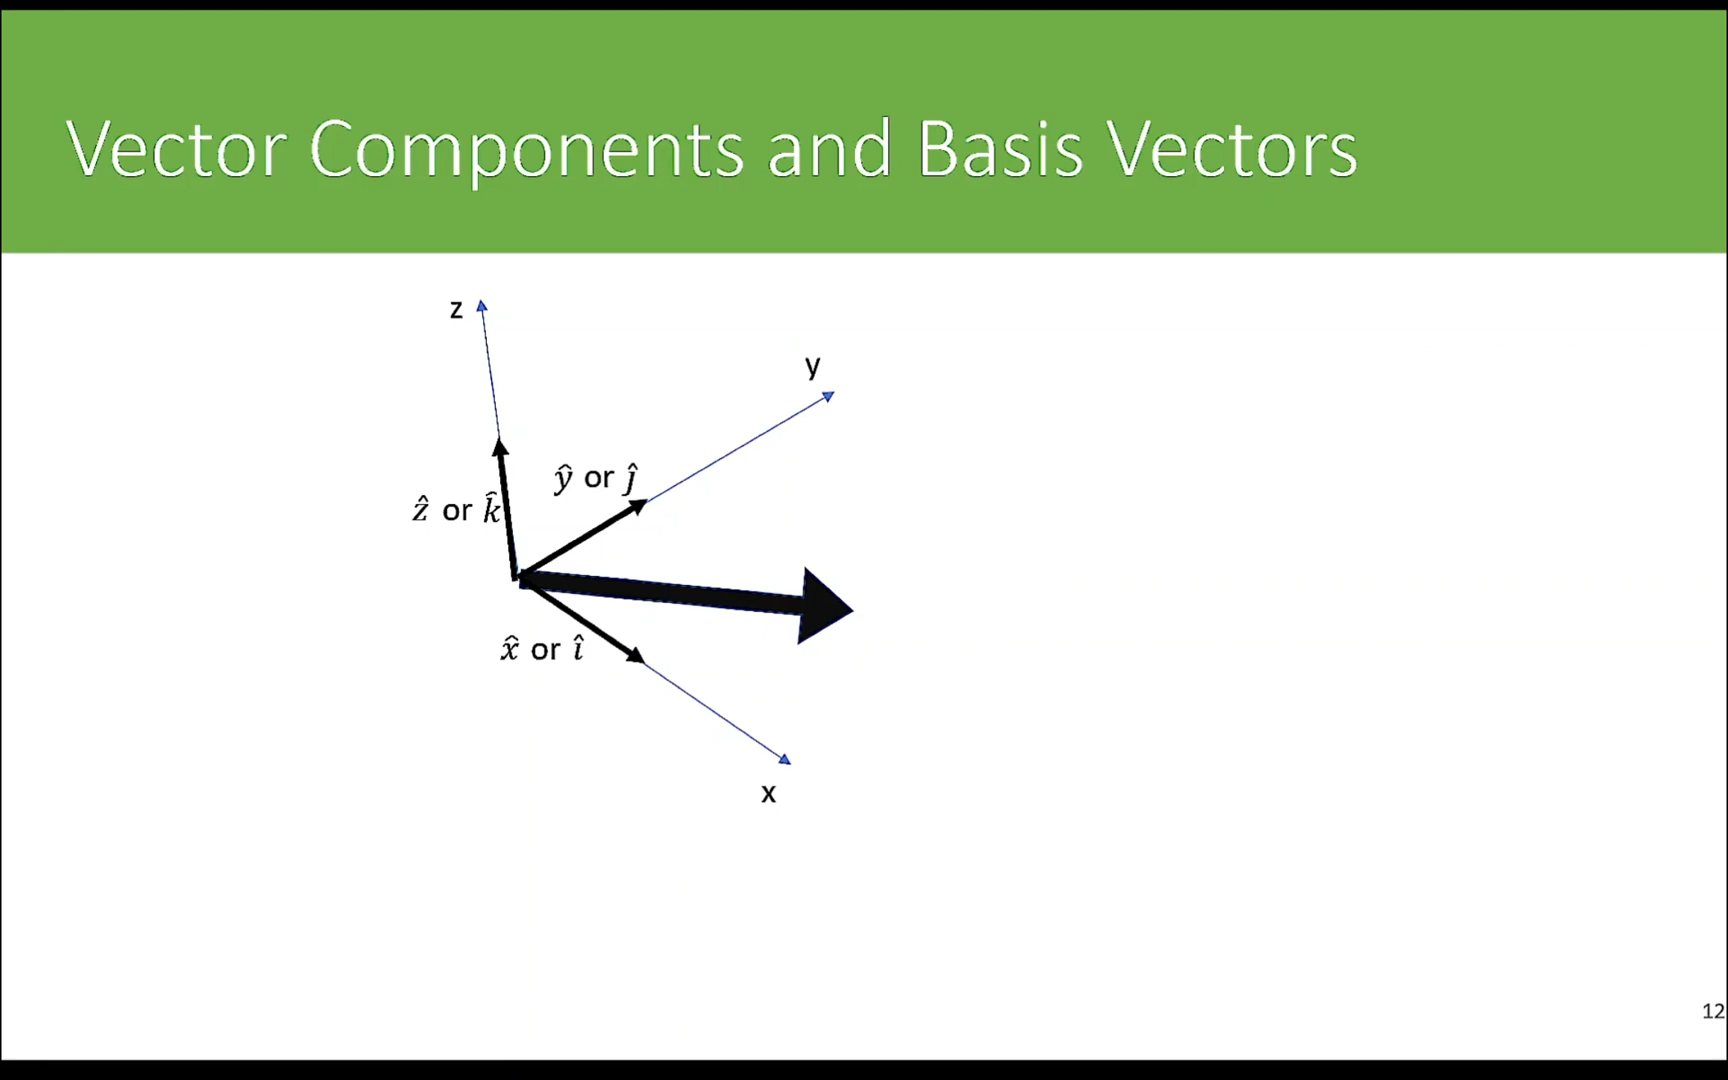 Vector Components and Basis Vectors
z
y
ŷ or ĵ
ẑ or k̂
x̂ or î
x
12